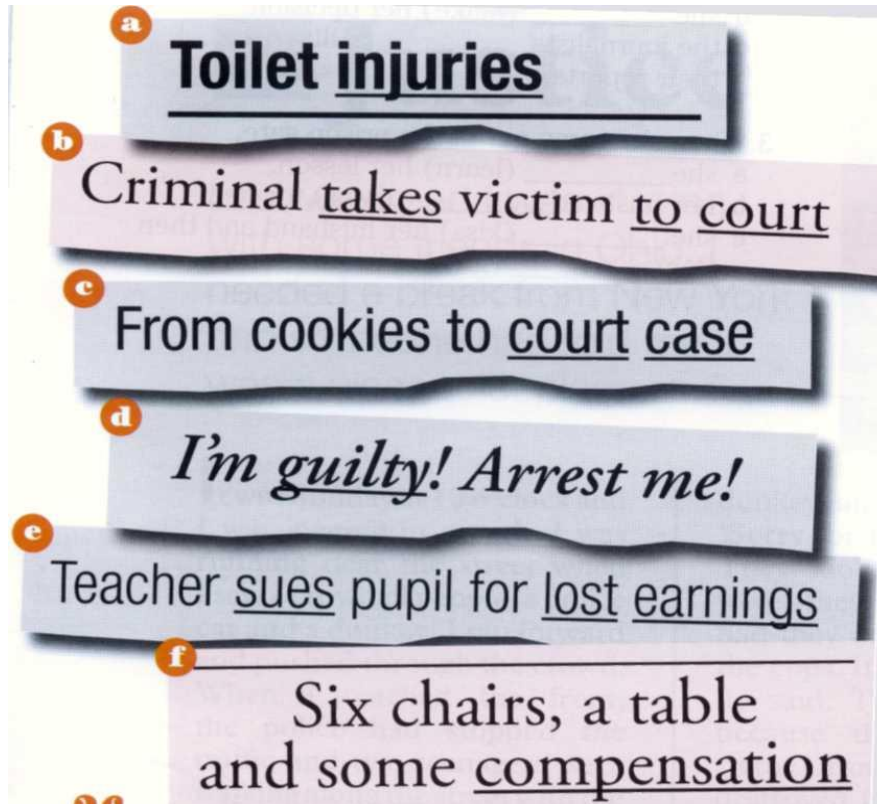 a
Toilet injuries
b
Criminal takes victim to court
c
From cookies to court case
d
I'm guilty! Arrest me!
e
Teacher sues pupil for lost earnings
f
Six chairs, a table
and some compensation